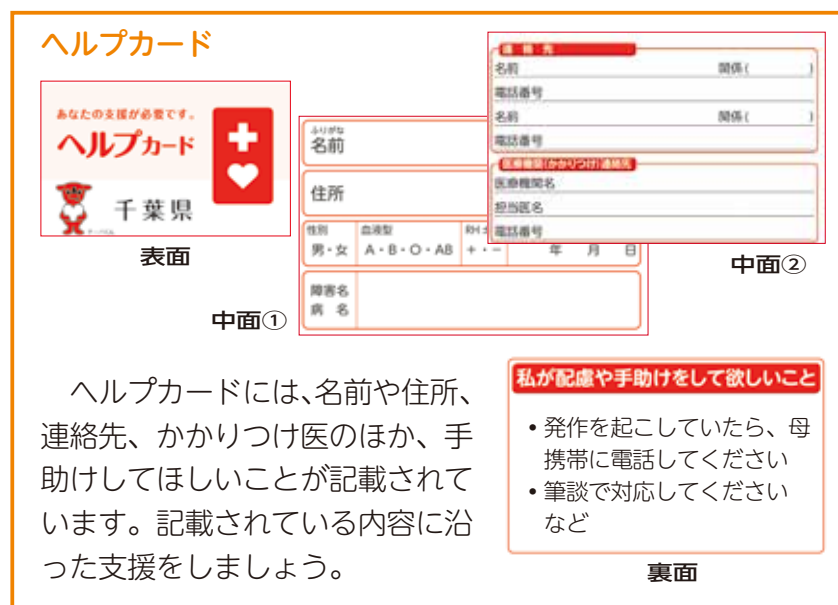 ヘルプカード
あなたの支援が必要です。
ヘルプカード
千葉県
表面
ふりがな
名前
住所
性別 血液型 RH
男・女 A・B・O・AB + ・ − 年 月 日
障害名
病 名
中面①
連 絡 先
名前 関係( )
電話番号
名前 関係( )
電話番号
医療機関(かかりつけ)連絡先
医療機関名
担当医名
電話番号
中面②
ヘルプカードには、名前や住所、
連絡先、かかりつけ医のほか、手
助けしてほしいことが記載されて
います。記載されている内容に沿
った支援をしましょう。
私が配慮や手助けをして欲しいこと
• 発作を起こしていたら、母
携帯に電話してください
• 筆談で対応してください
など
裏面